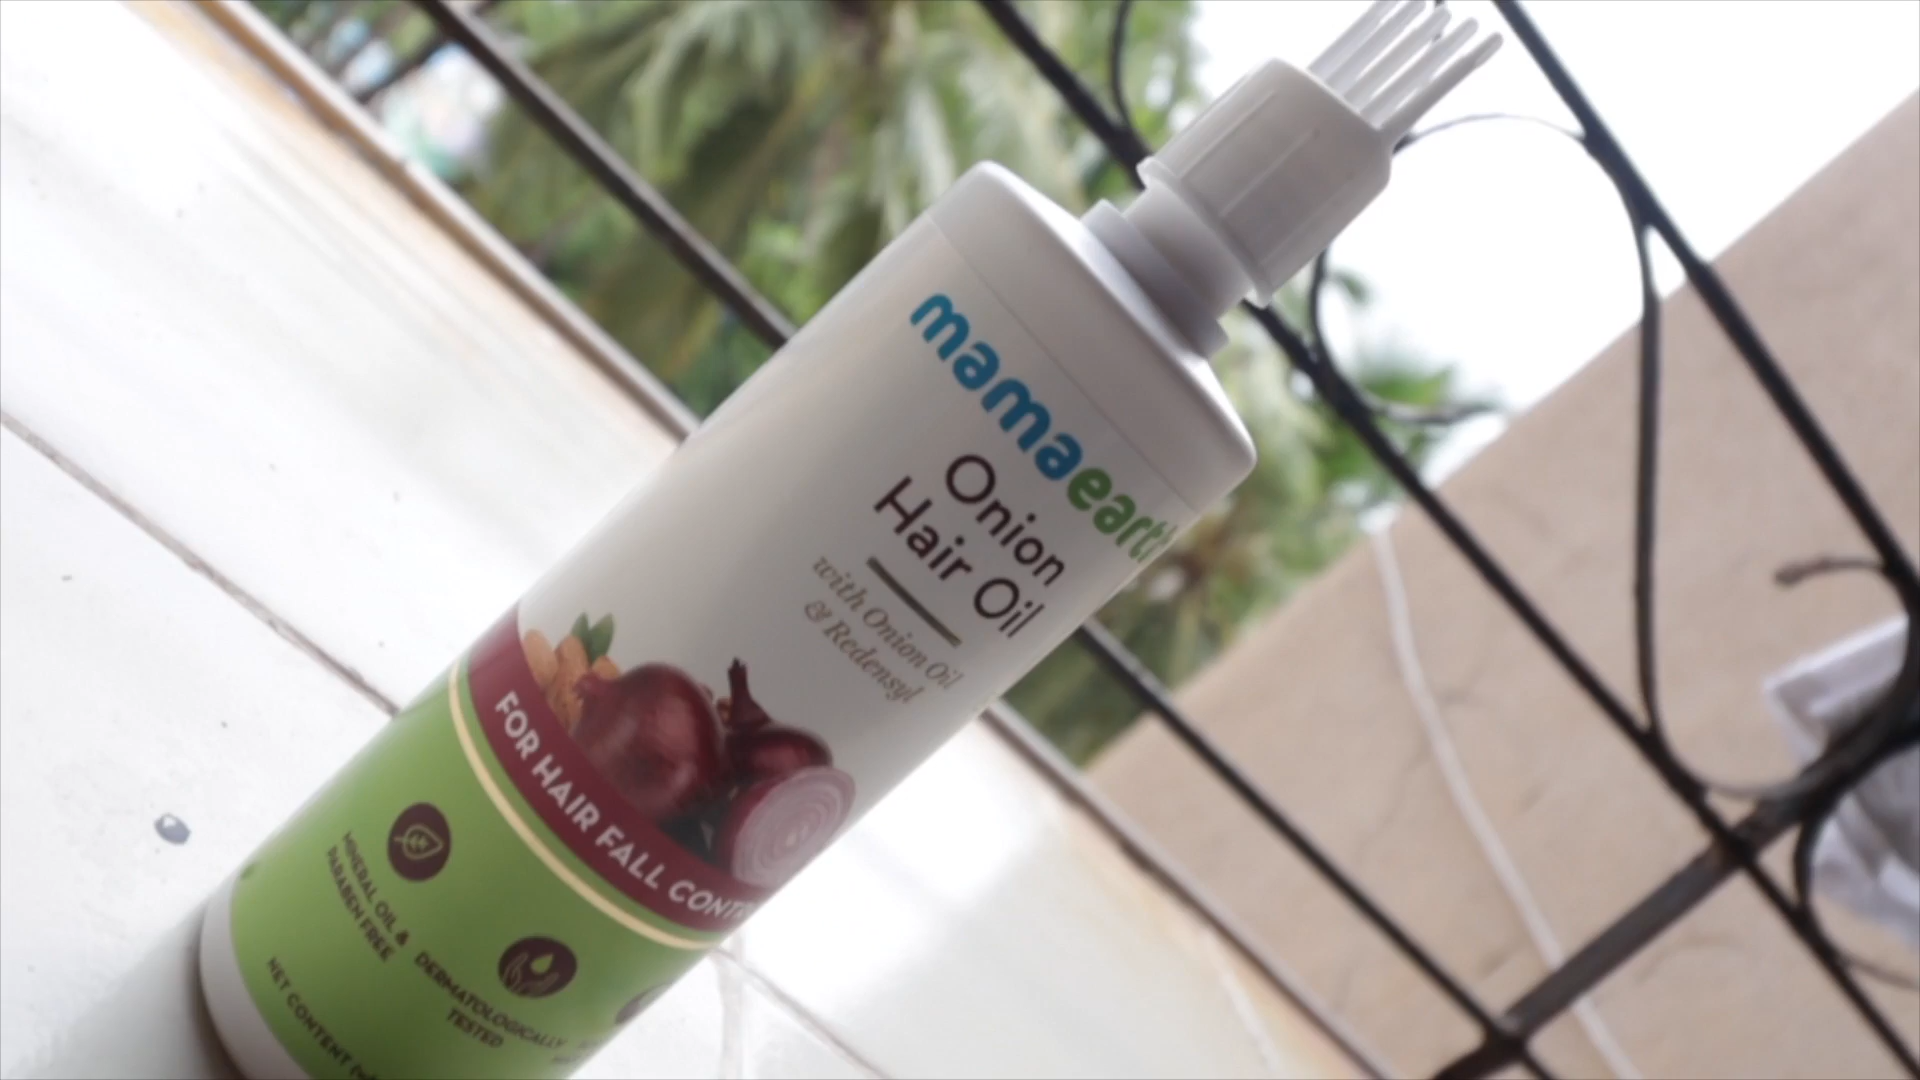 mamaearth
Onion
Hair Oil
with Onion Oil
& Redensyl
FOR HAIR FALL
MINERAL OIL &
PARABEN FREE
DERMATOLOGICALLY
TESTED
NET CONTENT